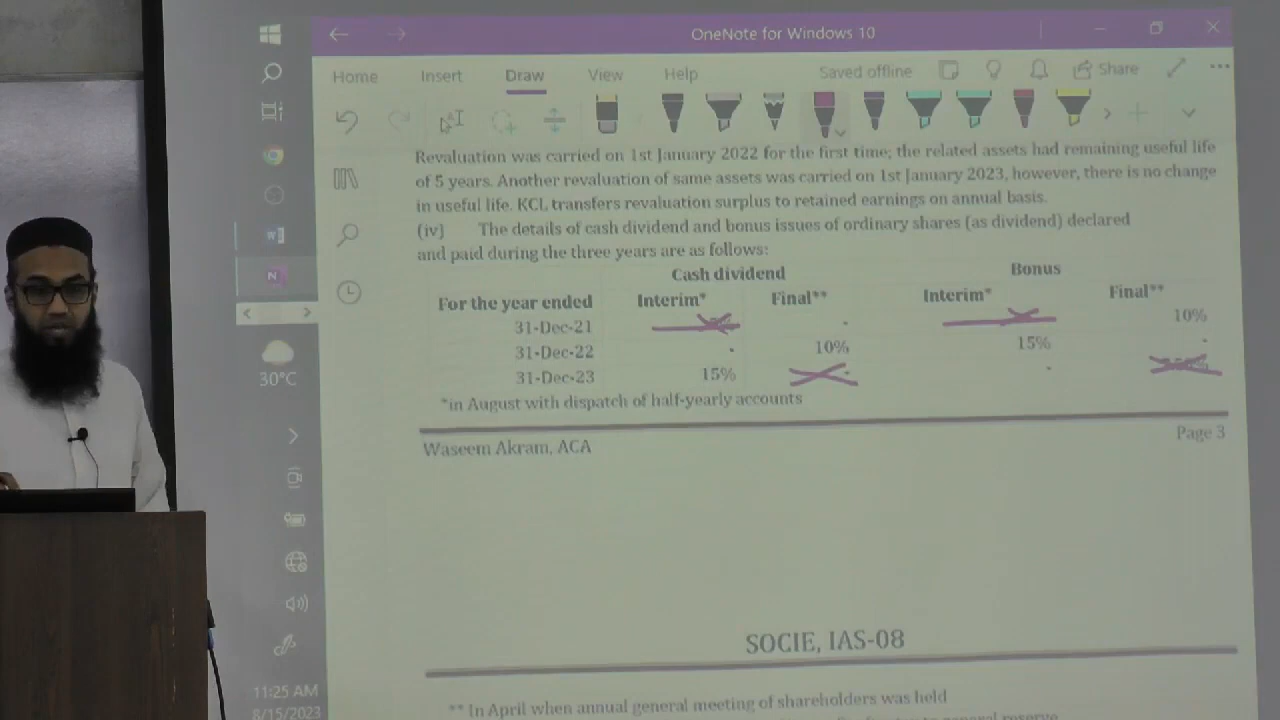 OneNote for Windows 10
Home Insert Draw View Help Saved offline Share
Revaluation was carried on 1st January 2022 for the first time; the related assets had remaining useful life
of 5 years. Another revaluation of same assets was carried on 1st January 2023, however, there is no change
in useful life. KCL transfers revaluation surplus to retained earnings on annual basis.
(iv) The details of cash dividend and bonus issues of ordinary shares (as dividend) declared
and paid during the three years are as follows:
Cash dividend Bonus
For the year ended Interim* Final** Interim* Final**
31-Dec-21 - 10%
31-Dec-22 - 10% 15% -
31-Dec-23 15% - -
*in August with dispatch of half-yearly accounts
Waseem Akram, ACA Page 3
SOCIE, IAS-08
** In April when annual general meeting of shareholders was held
general reserve
30°C
11:25 AM
8/15/2023